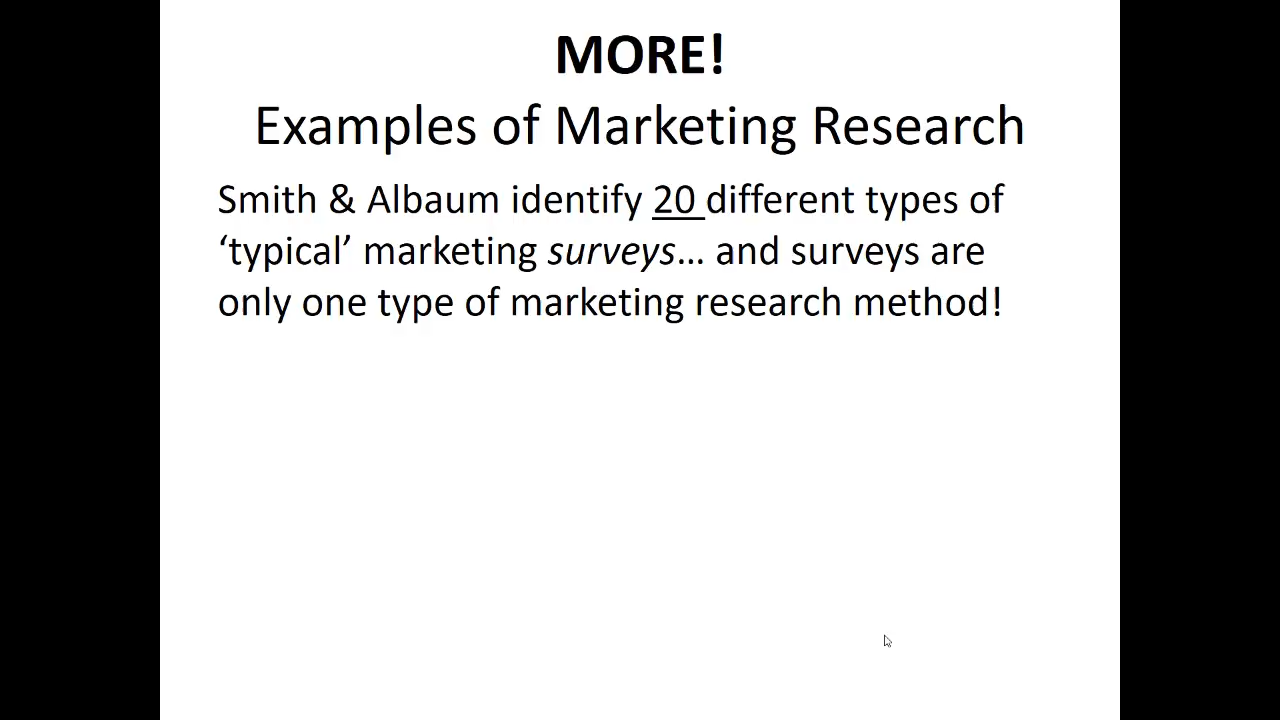 MORE!
Examples of Marketing Research
Smith & Albaum identify 20 different types of
‘typical’ marketing surveys… and surveys are
only one type of marketing research method!